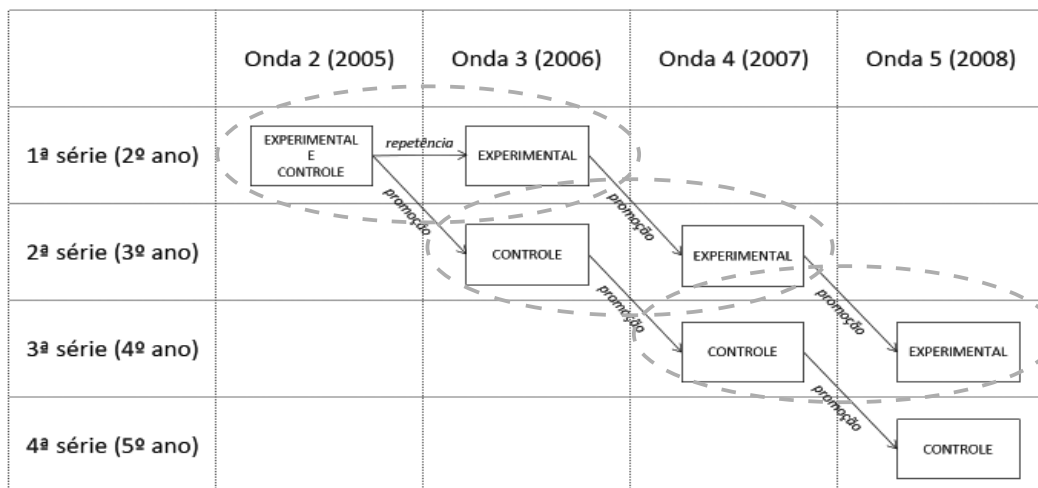 Onda 2 (2005)
Onda 3 (2006)
Onda 4 (2007)
Onda 5 (2008)
1ª série (2º ano)
EXPERIMENTAL
E
CONTROLE
repetência
EXPERIMENTAL
promoção
promoção
2ª série (3º ano)
CONTROLE
EXPERIMENTAL
promoção
promoção
3ª série (4º ano)
CONTROLE
EXPERIMENTAL
promoção
4ª série (5º ano)
CONTROLE